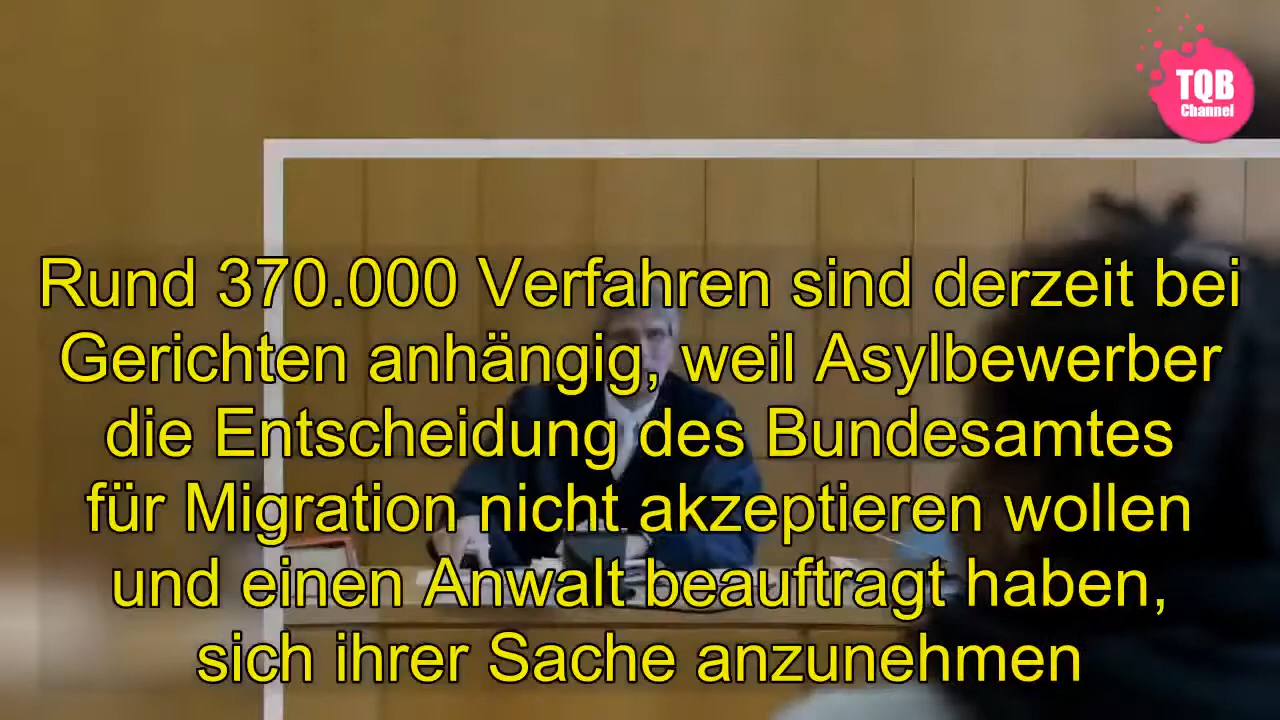 TQB
Channel
Rund 370.000 Verfahren sind derzeit bei
Gerichten anhängig, weil Asylbewerber
die Entscheidung des Bundesamtes
für Migration nicht akzeptieren wollen
und einen Anwalt beauftragt haben,
sich ihrer Sache anzunehmen